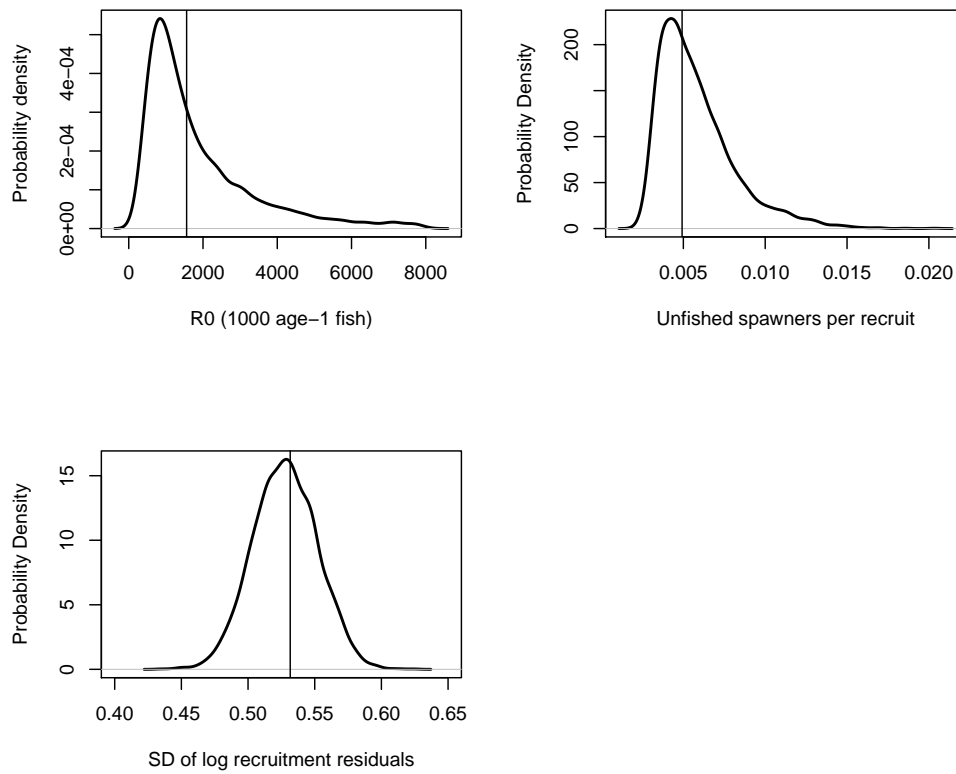 Probability density
0e+00 2e−04 4e−04
0 2000 4000 6000 8000
R0 (1000 age−1 fish)
Probability Density
0 50 100 200
0.005 0.010 0.015 0.020
Unfished spawners per recruit
Probability Density
0 5 10 15
0.40 0.45 0.50 0.55 0.60 0.65
SD of log recruitment residuals